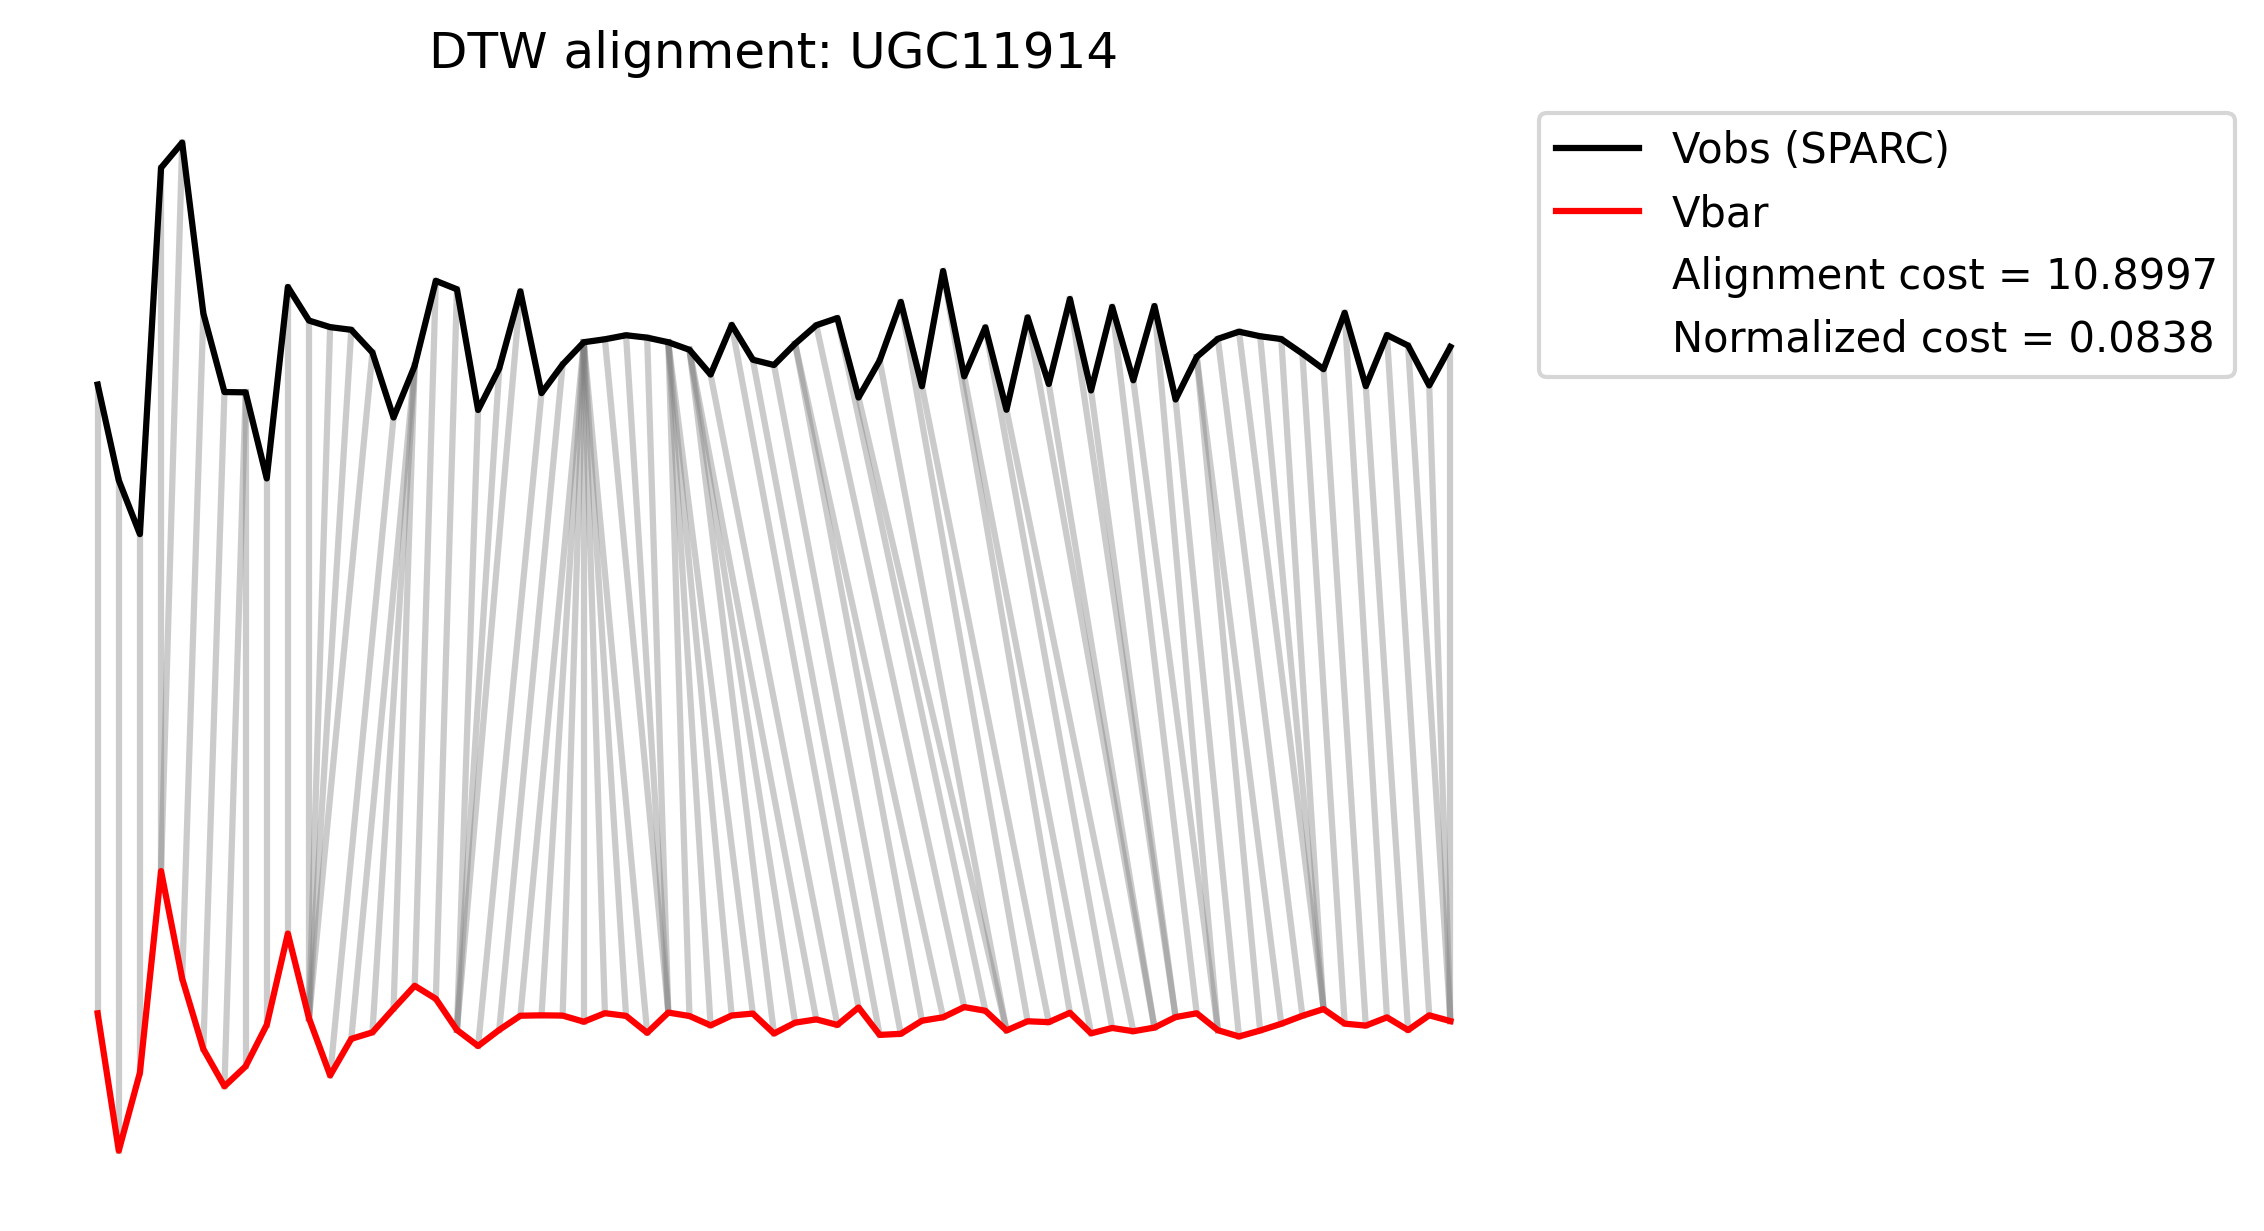 DTW alignment: UGC11914
Vobs (SPARC)
Vbar
Alignment cost = 10.8997
Normalized cost = 0.0838